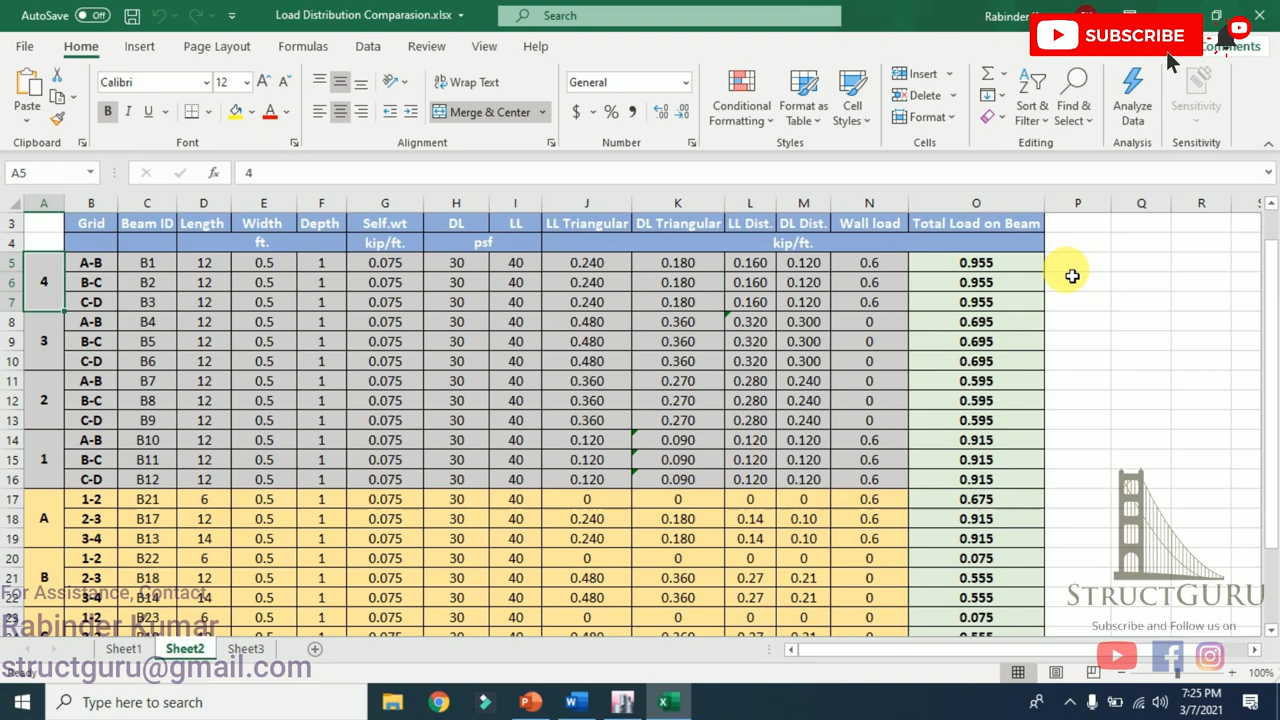 AutoSave Off Load Distribution Comparasion.xlsx Search Rabinder
SUBSCRIBE
File Home Insert Page Layout Formulas Data Review View Help Comments
Paste Calibri 12 B I U Wrap Text Merge & Center General $ % Conditional Formatting Format as Table Cell Styles Insert Delete Format Sort & Filter Find & Select Analyze Data Sensitivity
Clipboard Font Alignment Number Styles Cells Editing Analysis Sensitivity
A5 fx 4
A B C D E F G H I J K L M N O P Q R
3 Grid Beam ID Length Width Depth Self.wt DL LL LL Triangular DL Triangular LL Dist. DL Dist. Wall load Total Load on Beam
4 ft. kip/ft. psf kip/ft.
5 A-B B1 12 0.5 1 0.075 30 40 0.240 0.180 0.160 0.120 0.6 0.955
6 4 B-C B2 12 0.5 1 0.075 30 40 0.240 0.180 0.160 0.120 0.6 0.955
7 C-D B3 12 0.5 1 0.075 30 40 0.240 0.180 0.160 0.120 0.6 0.955
8 A-B B4 12 0.5 1 0.075 30 40 0.480 0.360 0.320 0.300 0 0.695
9 3 B-C B5 12 0.5 1 0.075 30 40 0.480 0.360 0.320 0.300 0 0.695
10 C-D B6 12 0.5 1 0.075 30 40 0.480 0.360 0.320 0.300 0 0.695
11 A-B B7 12 0.5 1 0.075 30 40 0.360 0.270 0.280 0.240 0 0.595
12 2 B-C B8 12 0.5 1 0.075 30 40 0.360 0.270 0.280 0.240 0 0.595
13 C-D B9 12 0.5 1 0.075 30 40 0.360 0.270 0.280 0.240 0 0.595
14 A-B B10 12 0.5 1 0.075 30 40 0.120 0.090 0.120 0.120 0.6 0.915
15 1 B-C B11 12 0.5 1 0.075 30 40 0.120 0.090 0.120 0.120 0.6 0.915
16 C-D B12 12 0.5 1 0.075 30 40 0.120 0.090 0.120 0.120 0.6 0.915
17 1-2 B21 6 0.5 1 0.075 30 40 0 0 0 0 0.6 0.675
18 A 2-3 B17 12 0.5 1 0.075 30 40 0.240 0.180 0.14 0.10 0.6 0.915
19 3-4 B13 14 0.5 1 0.075 30 40 0.240 0.180 0.14 0.10 0.6 0.915
20 1-2 B22 6 0.5 1 0.075 30 40 0 0 0 0 0 0.075
21 B 2-3 B18 12 0.5 1 0.075 30 40 0.480 0.360 0.27 0.21 0 0.555
22 3-4 B14 14 0.5 1 0.075 30 40 0.480 0.360 0.27 0.21 0 0.555
23 1-2 B23 6 0.5 1 0.075 30 40 0 0 0 0 0 0.075
For Assistance, Contact
Rabinder Kumar
structguru@gmail.com
STRUCTGURU
Subscribe and Follow us on
Sheet1 Sheet2 Sheet3
100%
Type here to search
7:25 PM
3/7/2021